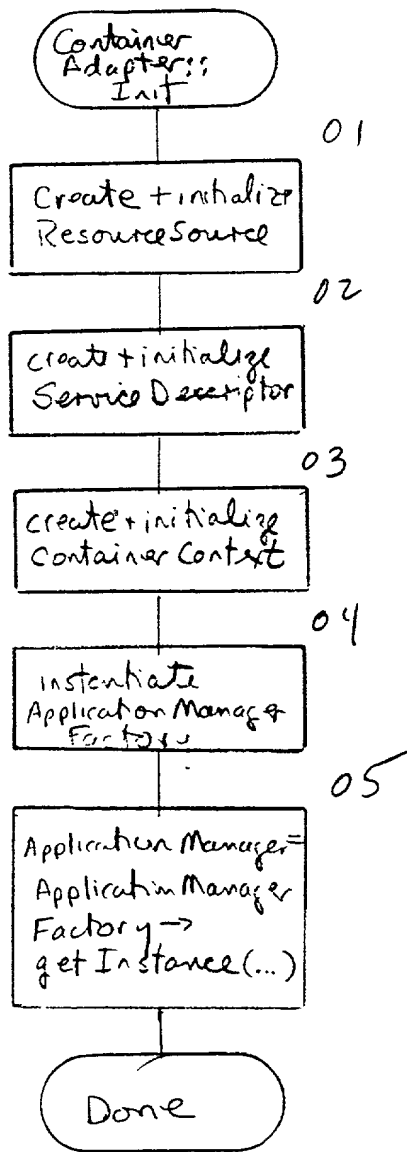 Container
Adapter::
Init
01
Create + initialize
ResourceSource
02
create + initialize
Service Descriptor
03
create + initialize
Container Context
04
instantiate
Application Manager
Factory
05
Application Manager =
Application Manager
Factory →
get Instance (...)
Done